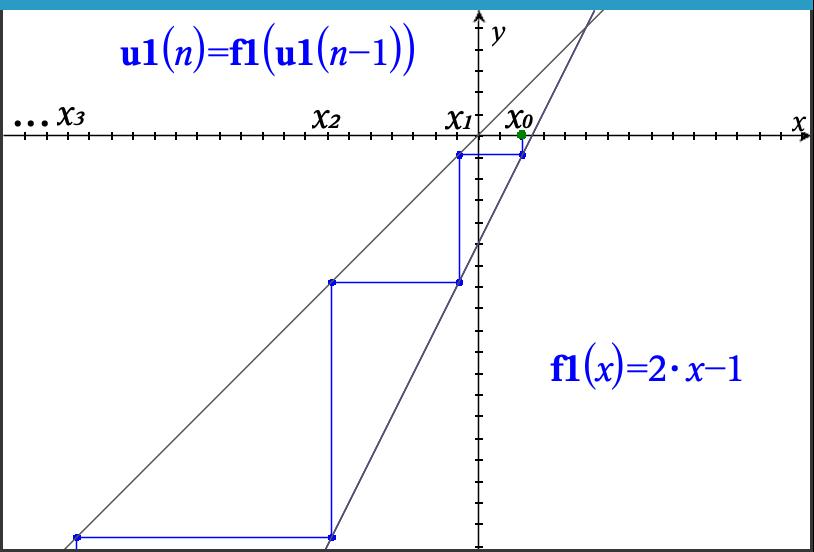 u1(n)=f1(u1(n−1))
y
...x3 x2 x1 x0 x
f1(x)=2·x−1